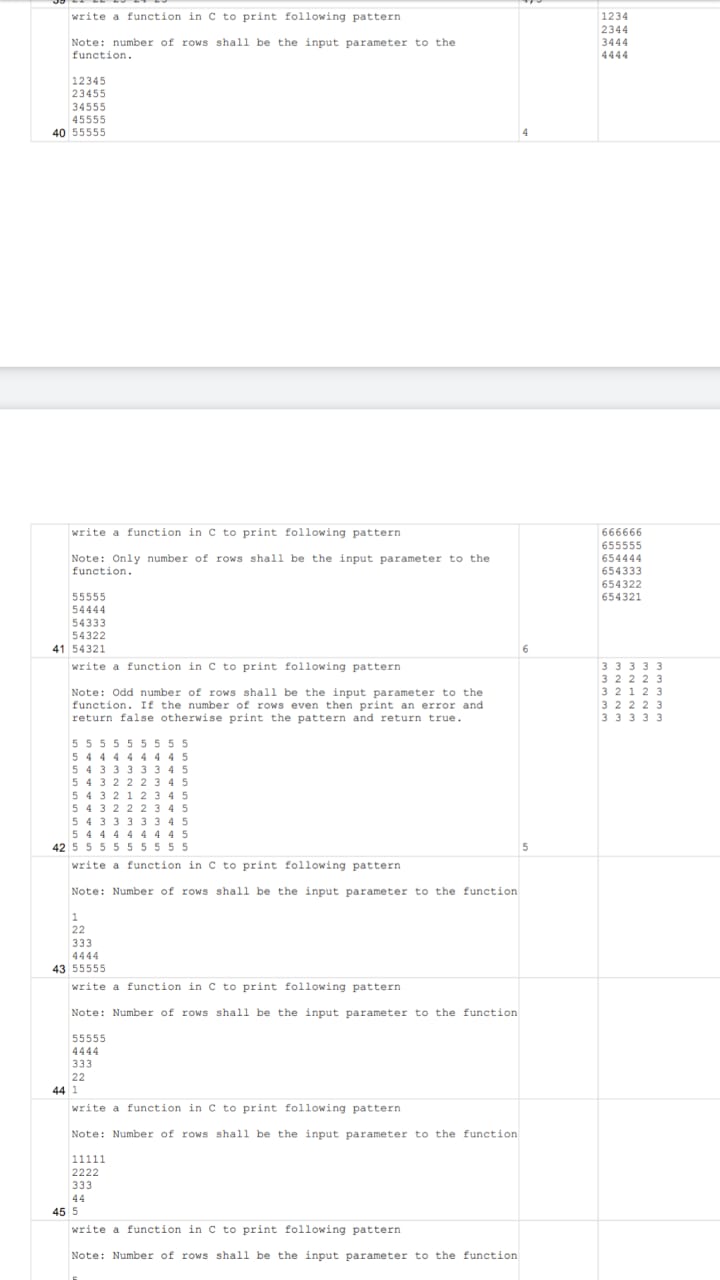 write a function in C to print following pattern
1234
2344
Note: number of rows shall be the input parameter to the
3444
function.
4444
12345
23455
34555
45555
40 55555
4
write a function in C to print following pattern
666666
655555
Note: Only number of rows shall be the input parameter to the
654444
function.
654333
654322
55555
654321
54444
54333
54322
41 54321
6
write a function in C to print following pattern
3 3 3 3 3
3 2 2 2 3
Note: Odd number of rows shall be the input parameter to the
3 2 1 2 3
function. If the number of rows even then print an error and
3 2 2 2 3
return false otherwise print the pattern and return true.
3 3 3 3 3
5 5 5 5 5 5 5 5 5
5 4 4 4 4 4 4 4 5
5 4 3 3 3 3 3 4 5
5 4 3 2 2 2 3 4 5
5 4 3 2 1 2 3 4 5
5 4 3 2 2 2 3 4 5
5 4 3 3 3 3 3 4 5
5 4 4 4 4 4 4 4 5
42 5 5 5 5 5 5 5 5 5
5
write a function in C to print following pattern
Note: Number of rows shall be the input parameter to the function
1
22
333
4444
43 55555
write a function in C to print following pattern
Note: Number of rows shall be the input parameter to the function
55555
4444
333
22
44 1
write a function in C to print following pattern
Note: Number of rows shall be the input parameter to the function
11111
2222
333
44
45 5
write a function in C to print following pattern
Note: Number of rows shall be the input parameter to the function